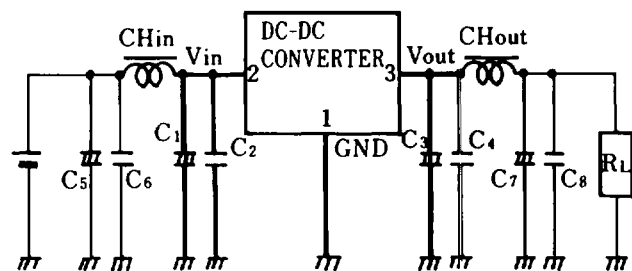 CHin
Vin
DC-DC
CONVERTER
2
3
1
GND
Vout
CHout
C5
C6
C1
C2
C3
C4
C7
C8
RL